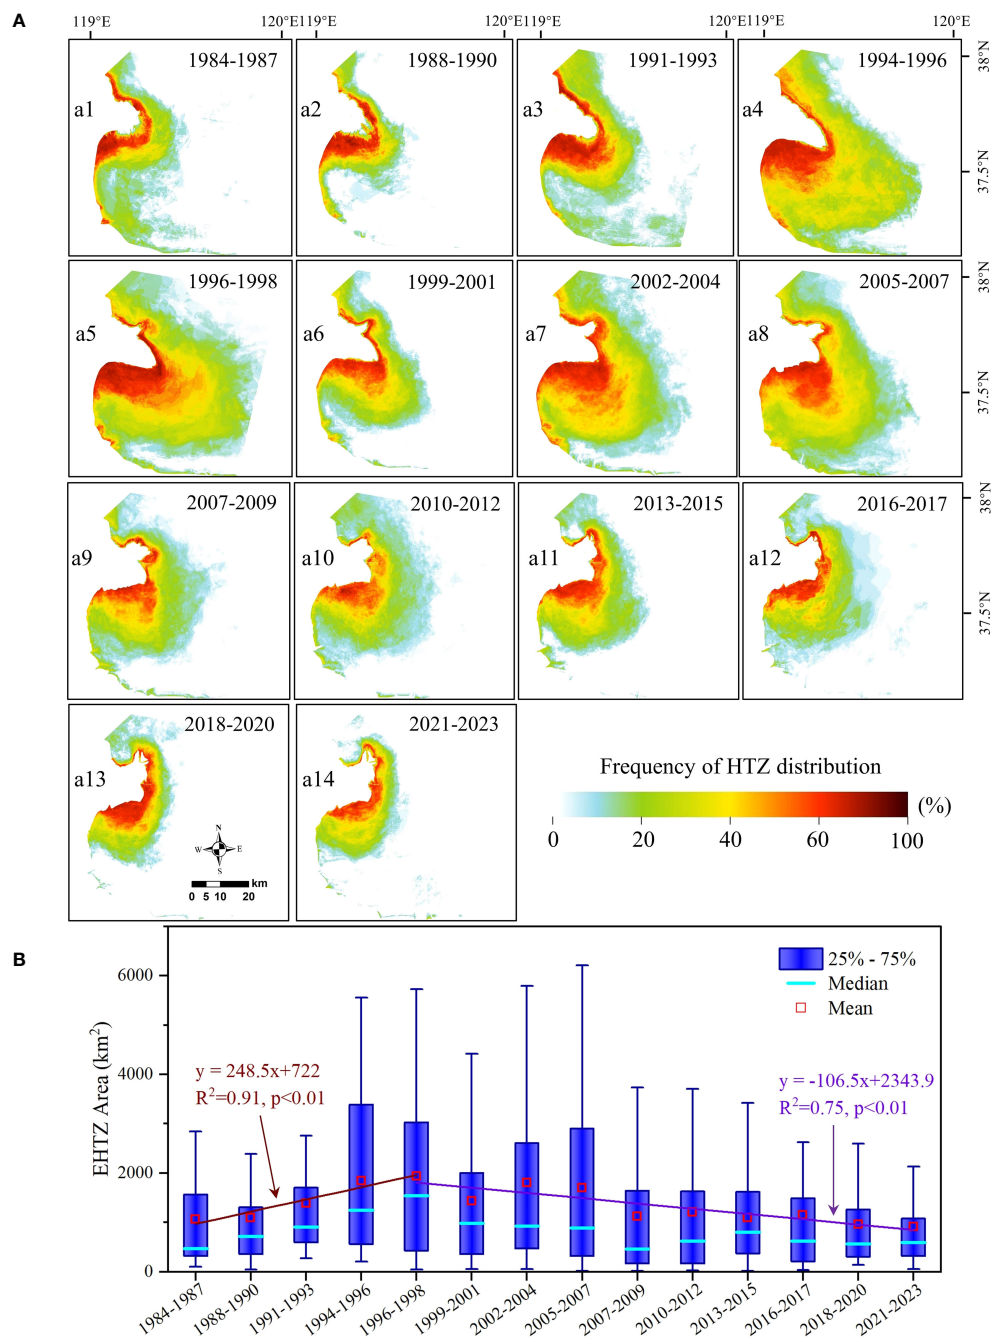 A
119°E 120°E119°E 120°E119°E 120°E119°E 120°E
1984-1987 1988-1990 1991-1993 1994-1996
38°N
a1 a2 a3 a4
37.5°N
1996-1998 1999-2001 2002-2004 2005-2007
38°N
a5 a6 a7 a8
37.5°N
2007-2009 2010-2012 2013-2015 2016-2017
38°N
a9 a10 a11 a12
37.5°N
2018-2020 2021-2023
a13 a14
N
W E
S
km
0 5 10 20
Frequency of HTZ distribution
(%)
0 20 40 60 100
B
6000
4000
2000
0
EHTZ Area (km²)
25% - 75%
Median
Mean
y = 248.5x+722
R²=0.91, p<0.01
y = -106.5x+2343.9
R²=0.75, p<0.01
1984-1987
1988-1990
1991-1993
1994-1996
1996-1998
1999-2001
2002-2004
2005-2007
2007-2009
2010-2012
2013-2015
2016-2017
2018-2020
2021-2023